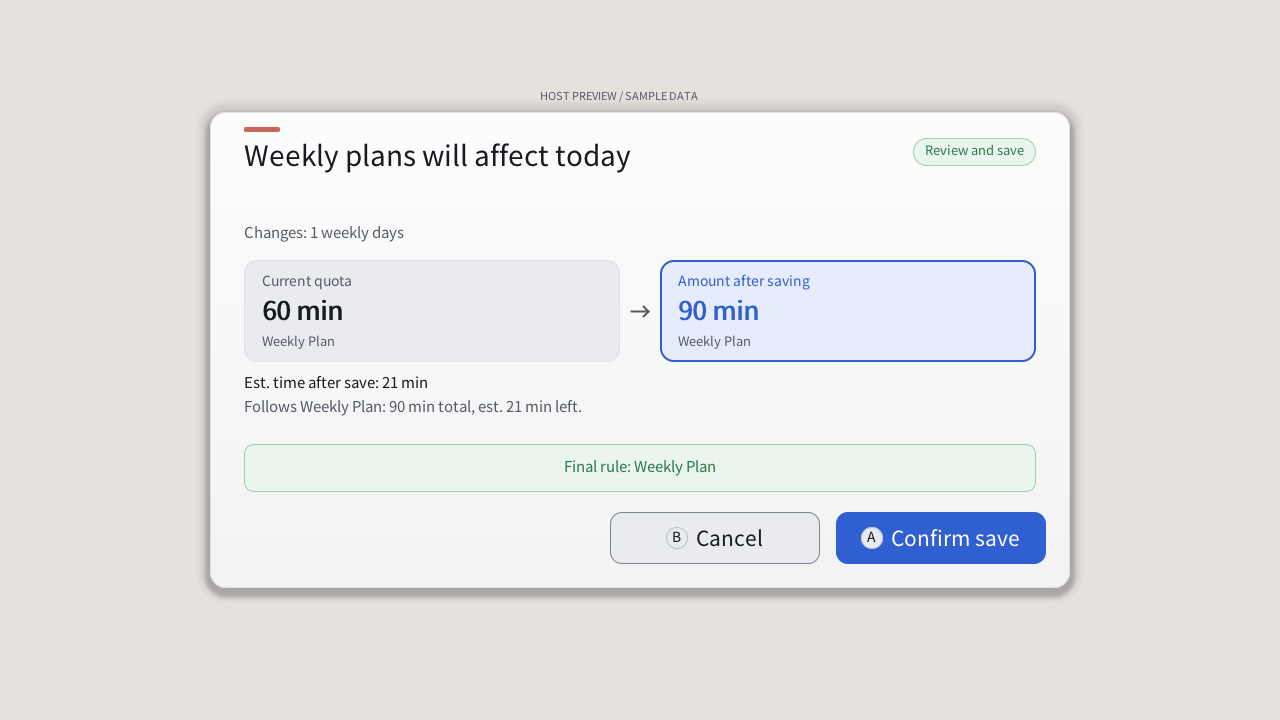 HOST PREVIEW / SAMPLE DATA
Weekly plans will affect today
Review and save
Changes: 1 weekly days
Current quota
60 min
Weekly Plan
→
Amount after saving
90 min
Weekly Plan
Est. time after save: 21 min
Follows Weekly Plan: 90 min total, est. 21 min left.
Final rule: Weekly Plan
B Cancel
A Confirm save